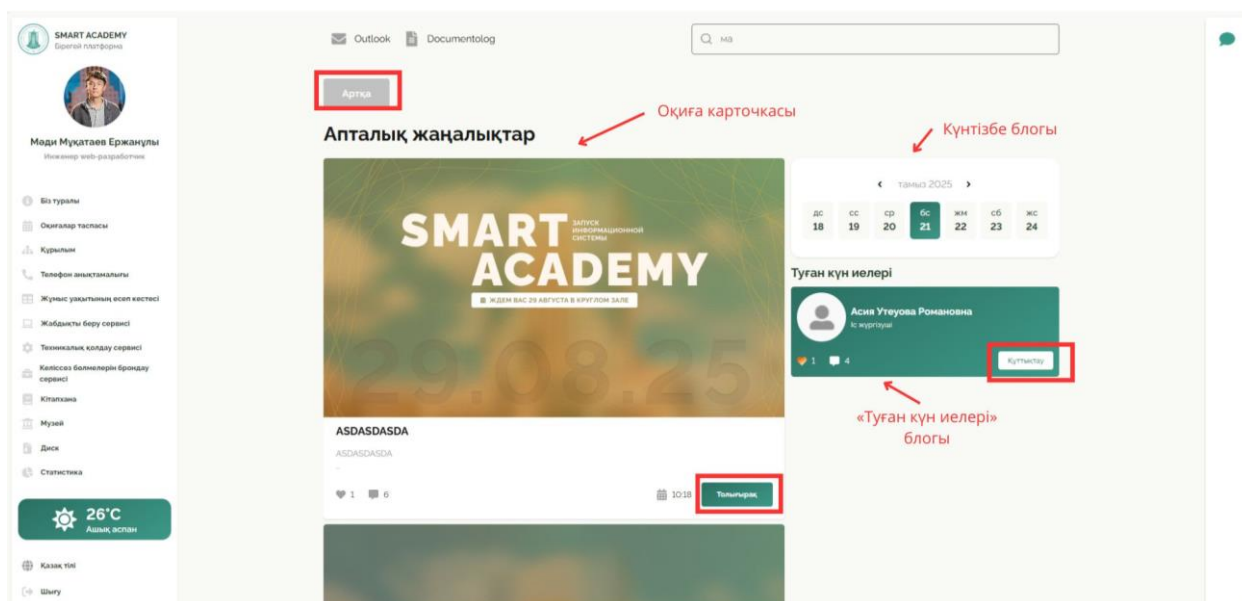 SMART ACADEMY
Бірегей платформа
Мәди Мұқатаев Ержанұлы
Инженер web-разработчик
Біз туралы
Оқиғалар таспасы
Құрылым
Телефон анықтамалығы
Жұмыс уақытының есеп кестесі
Жабдықты беру сервисі
Техникалық қолдау сервисі
Келіссөз бөлмелерін брондау
сервисі
Кітапхана
Музей
Диск
Статистика
26°C
Ашық аспан
Қазақ тілі
Шығу
Outlook
Documentolog
ма
Артқа
Оқиға карточкасы
Күнтізбе блогы
Апталық жаңалықтар
SMART
ЗАПУСК
ИНФОРМАЦИОННОЙ
СИСТЕМЫ
ACADEMY
ЖДЕМ ВАС 29 АВГУСТА В КРУГЛОМ ЗАЛЕ
29.08.25
ASDASDASDA
ASDASDASDA
1 6
10:18
Толығырақ
тамыз 2025
дс сс ср бс жм сб жс
18 19 20 21 22 23 24
Туған күн иелері
Асия Утеуова Романовна
Іс жүргізуші
1 4
Құттықтау
«Туған күн иелері»
блогы